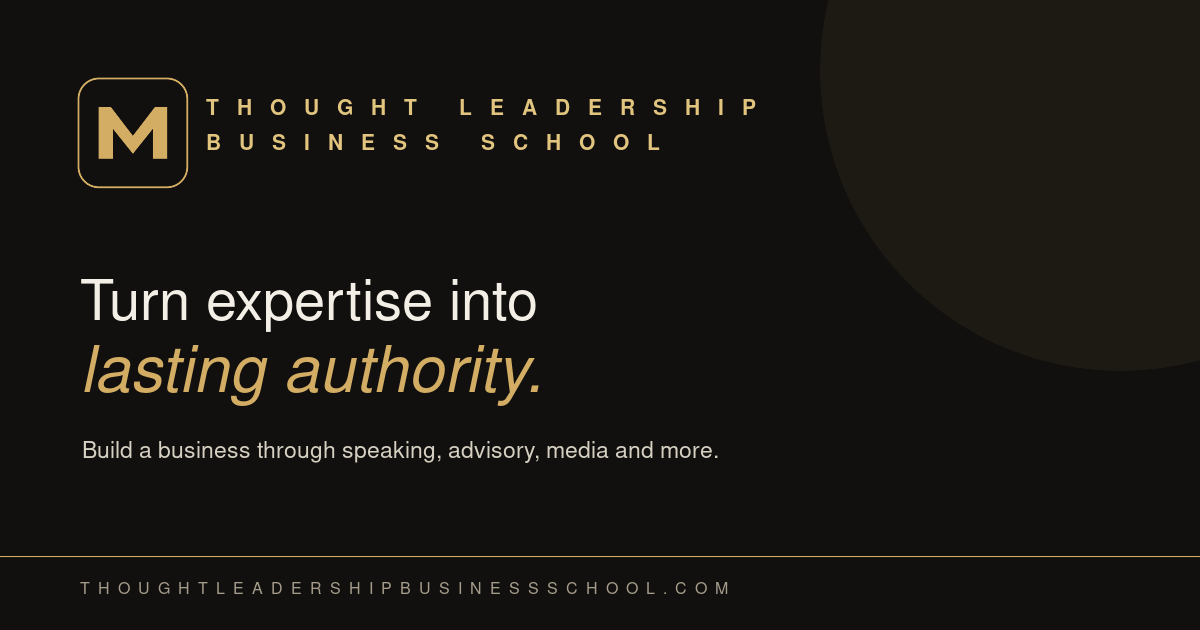 M
THOUGHT LEADERSHIP
BUSINESS SCHOOL
Turn expertise into
lasting authority.
Build a business through speaking, advisory, media and more.
THOUGHTLEADERSHIPBUSINESSSCHOOL.COM